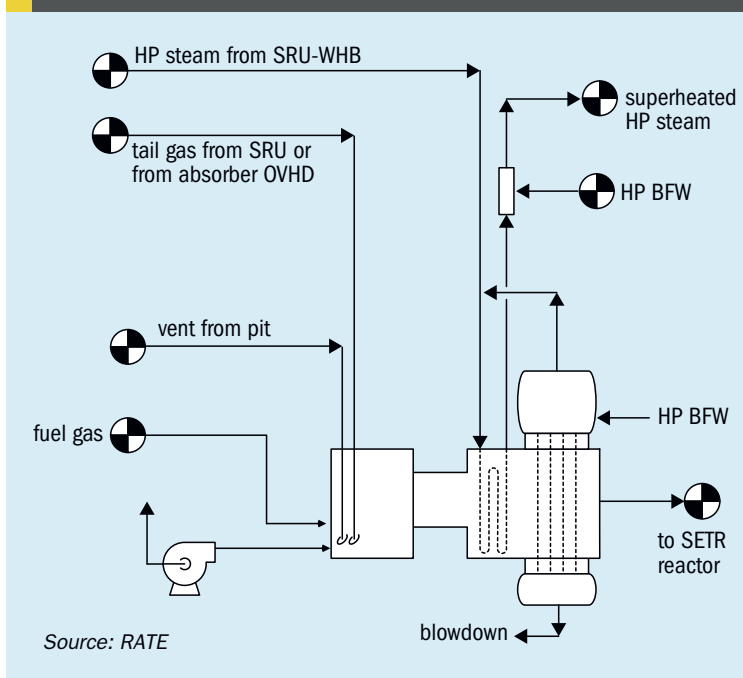 HP steam from SRU-WHB
superheated
HP steam
tail gas from SRU or
from absorber OVHD
HP BFW
vent from pit
fuel gas
HP BFW
to SETR
reactor
blowdown
Source: RATE